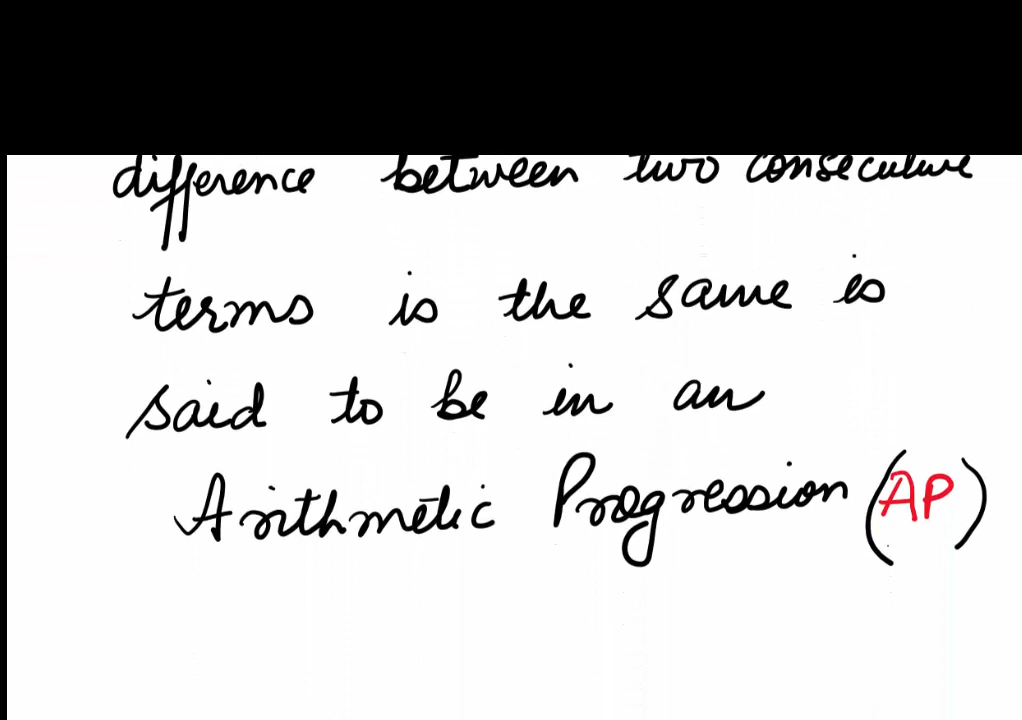 difference between two consecutive
terms is the same is
said to be in an
Arithmetic Progression (AP)